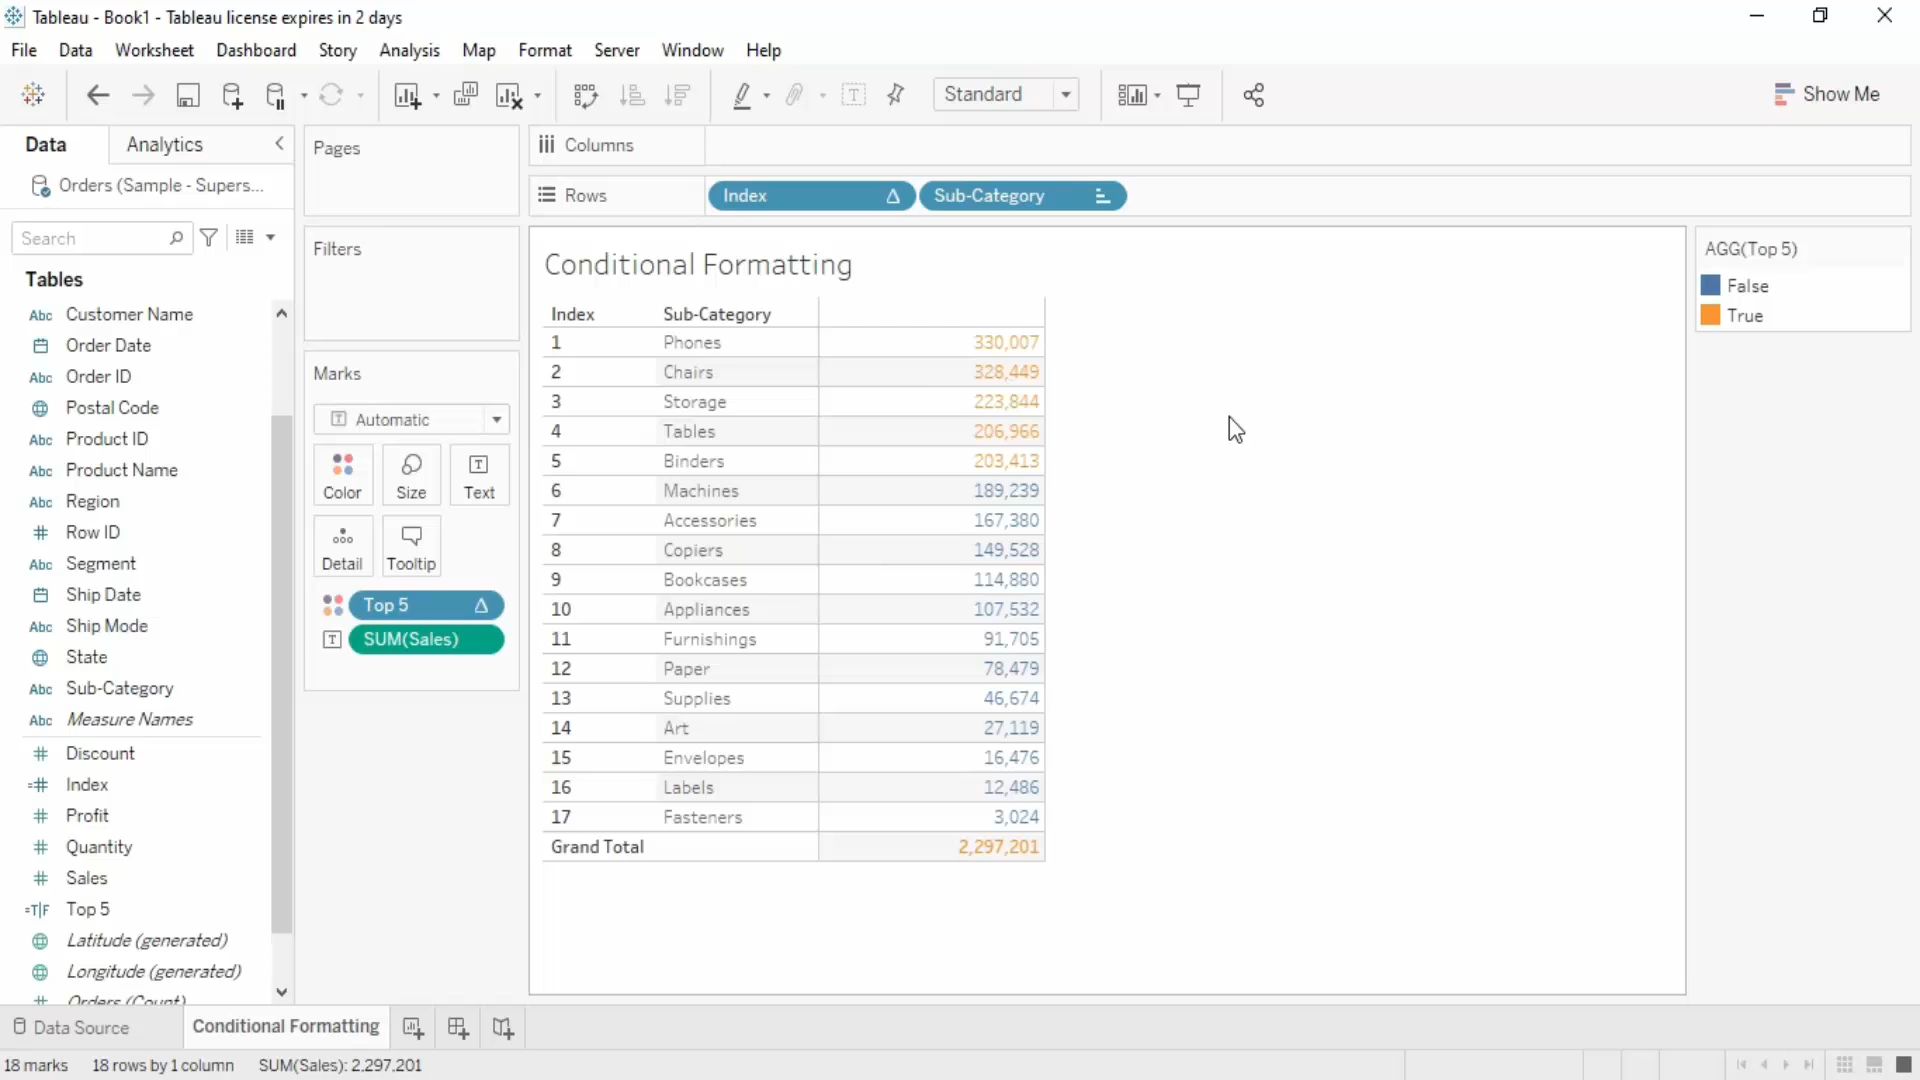 Tableau - Book1 - Tableau license expires in 2 days
File Data Worksheet Dashboard Story Analysis Map Format Server Window Help
Standard
Show Me
Data Analytics
Orders (Sample - Supers...
Search
Tables
Abc Customer Name
Order Date
Abc Order ID
Postal Code
Abc Product ID
Abc Product Name
Abc Region
# Row ID
Abc Segment
Ship Date
Abc Ship Mode
State
Abc Sub-Category
Abc Measure Names
# Discount
=# Index
# Profit
# Quantity
# Sales
=T|F Top 5
Latitude (generated)
Longitude (generated)
# Orders (Count)
Pages
Filters
Marks
Automatic
Color Size Text
Detail Tooltip
Top 5 Δ
SUM(Sales)
Columns
Rows Index Δ Sub-Category
Conditional Formatting
Index Sub-Category
1 Phones 330,007
2 Chairs 328,449
3 Storage 223,844
4 Tables 206,966
5 Binders 203,413
6 Machines 189,239
7 Accessories 167,380
8 Copiers 149,528
9 Bookcases 114,880
10 Appliances 107,532
11 Furnishings 91,705
12 Paper 78,479
13 Supplies 46,674
14 Art 27,119
15 Envelopes 16,476
16 Labels 12,486
17 Fasteners 3,024
Grand Total 2,297,201
AGG(Top 5)
False
True
Data Source Conditional Formatting
18 marks 18 rows by 1 column SUM(Sales): 2,297,201